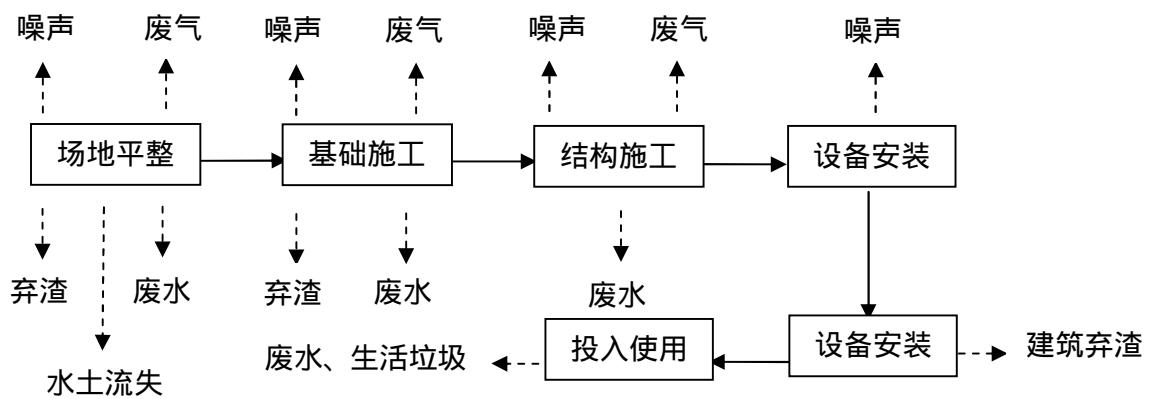 噪声 废气 噪声 废气 噪声 废气 噪声
场地平整 基础施工 结构施工 设备安装
弃渣 废水 弃渣 废水 废水
废水、生活垃圾 投入使用 设备安装 建筑弃渣
水土流失